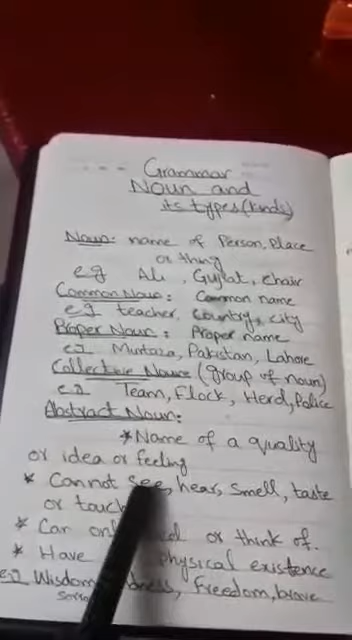 Grammar
Noun and
its types (kinds)
Noun: name of Person, Place
or thing
e.g Ali, Gujrat, chair
Common Noun: Common name
e.g teacher, Country, city
Proper Noun: Proper name
e.g Murtaza, Pakistan, Lahore
Collective Noun: (group of noun)
e.g Team, Flock, Herd, Police
Abstract Noun:
* Name of a quality
or idea or feeling
* Cannot see, hear, smell, taste
or touch
* Can or think of.
* Have physical existence
e.g Wisdom, Freedom, brave